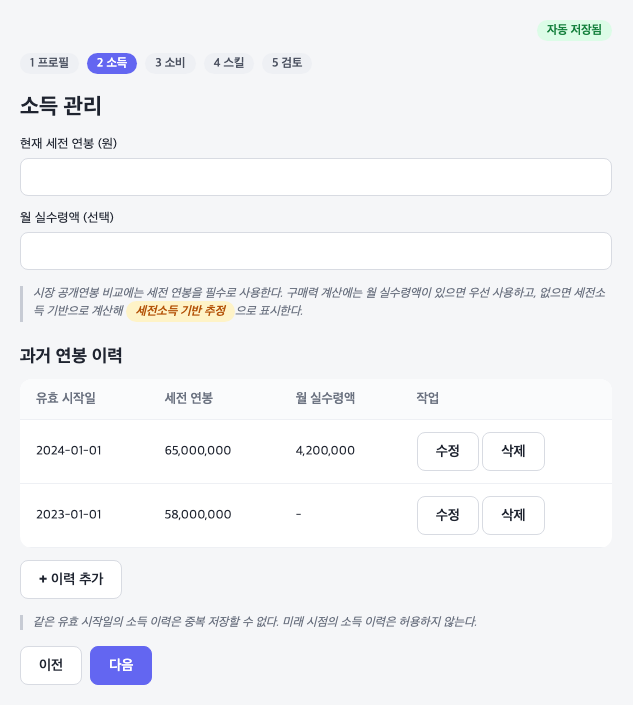 자동 저장됨
1 프로필 2 소득 3 소비 4 스킬 5 검토
소득 관리
현재 세전 연봉 (원)
월 실수령액 (선택)
시장 공개연봉 비교에는 세전 연봉을 필수로 사용한다. 구매력 계산에는 월 실수령액이 있으면 우선 사용하고, 없으면 세전소
득 기반으로 계산해 세전소득 기반 추정 으로 표시한다.
과거 연봉 이력
유효 시작일 세전 연봉 월 실수령액 작업
2024-01-01 65,000,000 4,200,000 수정 삭제
2023-01-01 58,000,000 - 수정 삭제
+ 이력 추가
같은 유효 시작일의 소득 이력은 중복 저장할 수 없다. 미래 시점의 소득 이력은 허용하지 않는다.
이전 다음